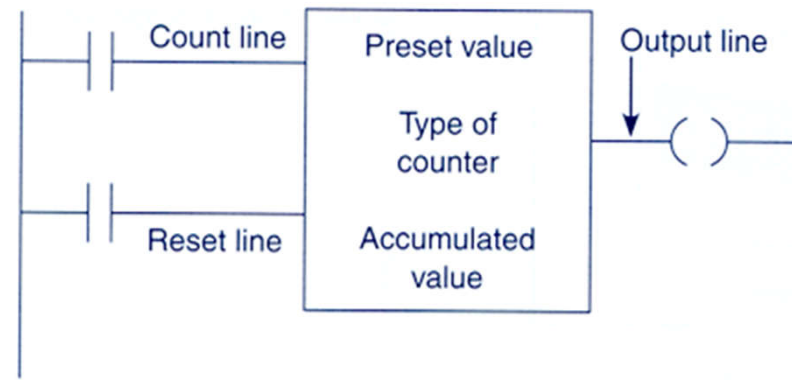 Count line
Preset value
Output line
Type of
counter
Reset line
Accumulated
value